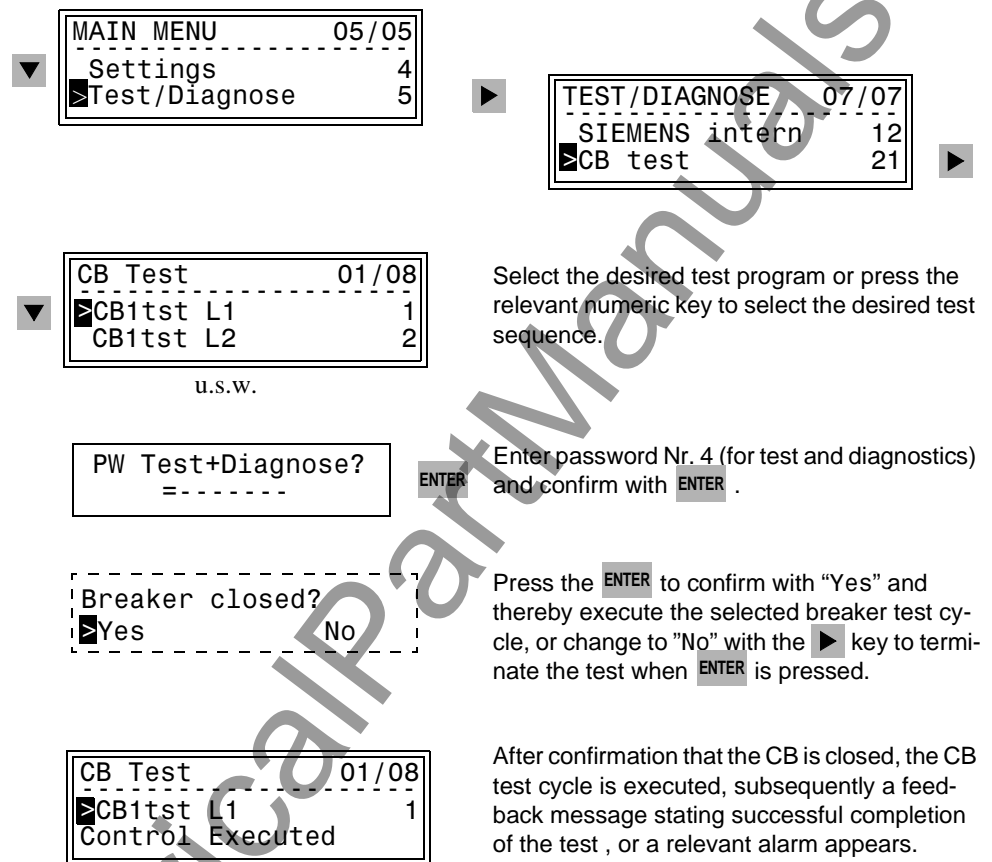 MAIN MENU 05/05
Settings 4
>Test/Diagnose 5
TEST/DIAGNOSE 07/07
SIEMENS intern 12
>CB test 21
CB Test 01/08
>CB1tst L1 1
CB1tst L2 2
u.s.w.
Select the desired test program or press the
relevant numeric key to select the desired test
sequence.
PW Test+Diagnose?
=-------
ENTER
Enter password Nr. 4 (for test and diagnostics)
and confirm with ENTER .
Breaker closed?
>Yes No
Press the ENTER to confirm with “Yes” and
thereby execute the selected breaker test cy-
cle, or change to ”No” with the ▶ key to termi-
nate the test when ENTER is pressed.
CB Test 01/08
>CB1tst L1 1
Control Executed
After confirmation that the CB is closed, the CB
test cycle is executed, subsequently a feed-
back message stating successful completion
of the test , or a relevant alarm appears.